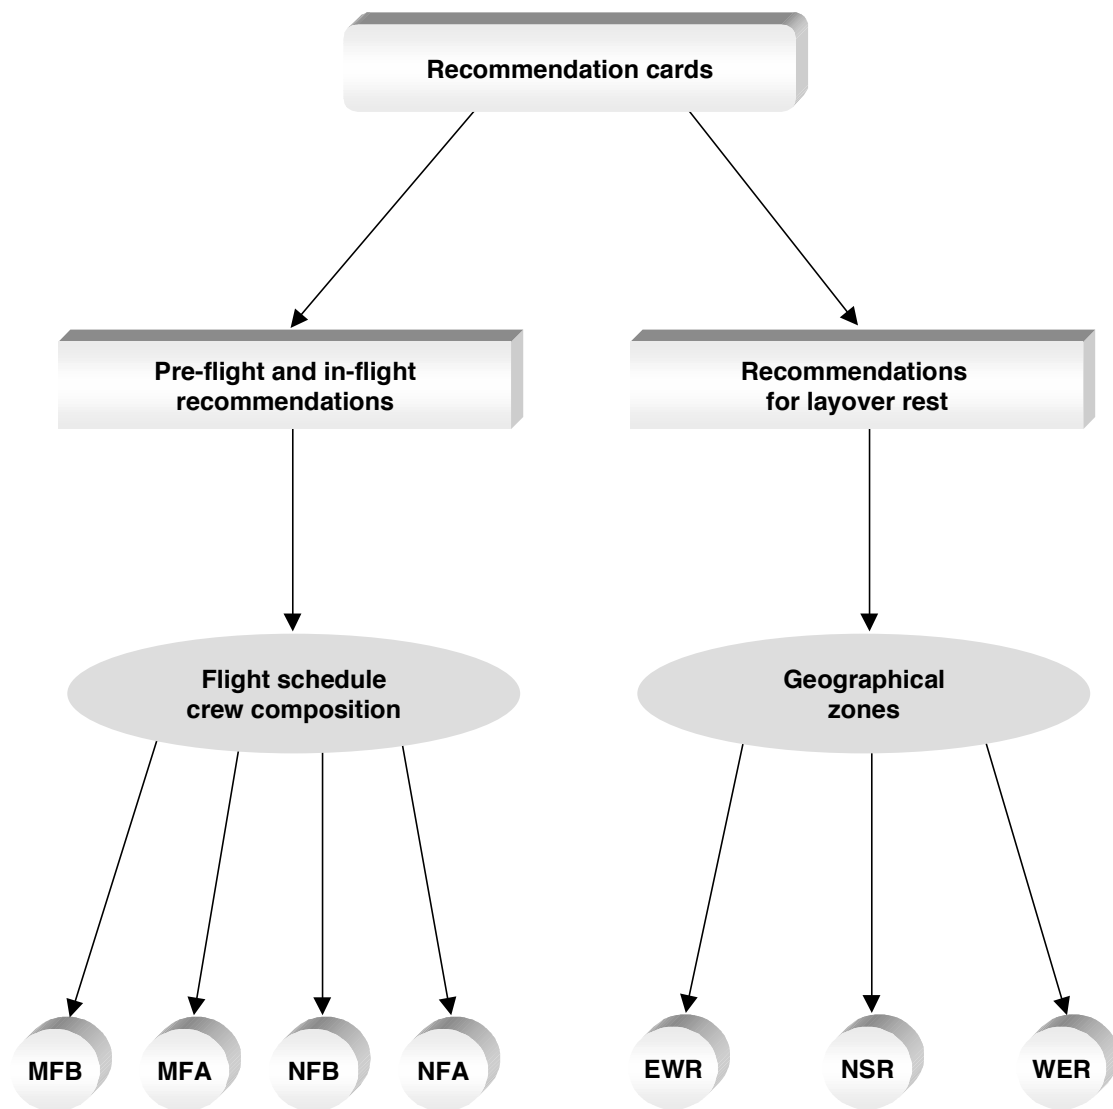 Recommendation cards
Pre-flight and in-flight
recommendations
Recommendations
for layover rest
Flight schedule
crew composition
Geographical
zones
MFB
MFA
NFB
NFA
EWR
NSR
WER